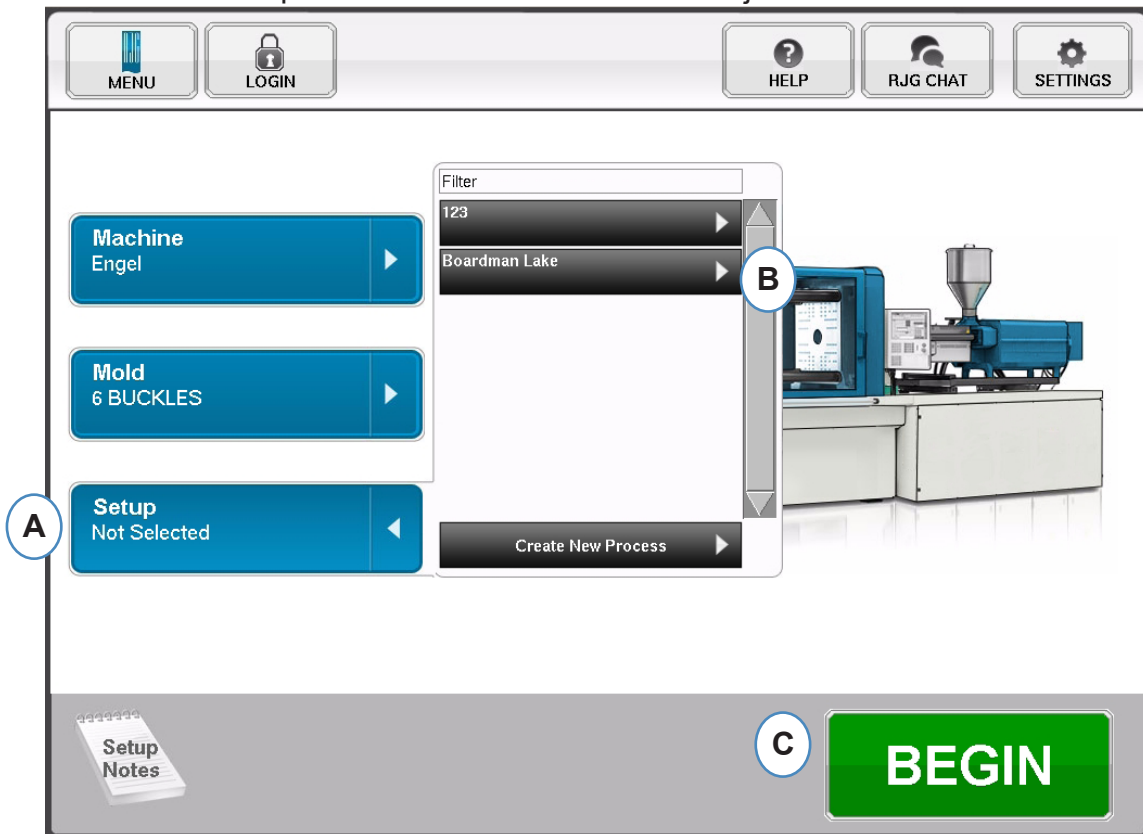 MENU
LOGIN
HELP
RJG CHAT
SETTINGS
Filter
123
Boardman Lake
B
Machine
Engel
Mold
6 BUCKLES
A
Setup
Not Selected
Create New Process
Setup
Notes
C
BEGIN